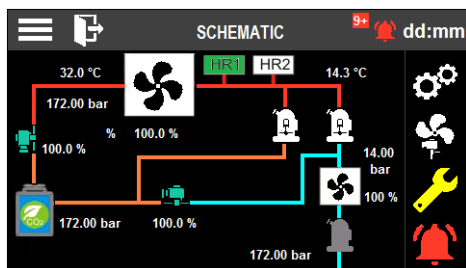 SCHEMATIC
9+
dd:mm
32.0 °C
HR1
HR2
14.3 °C
172.00 bar
% 100.0 %
100.0 %
14.00
bar
100 %
CO2
172.00 bar
100.0 %
172.00 bar